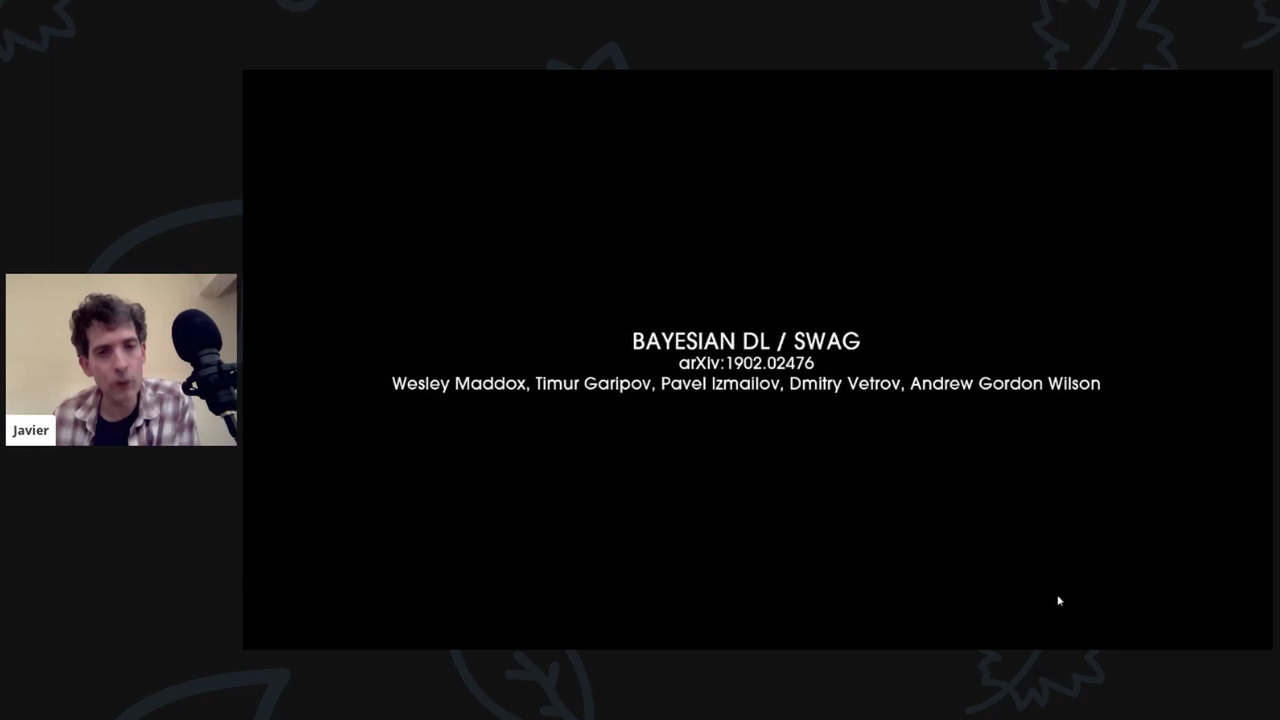 BAYESIAN DL / SWAG
arXiv:1902.02476
Wesley Maddox, Timur Garipov, Pavel Izmailov, Dmitry Vetrov, Andrew Gordon Wilson
Javier